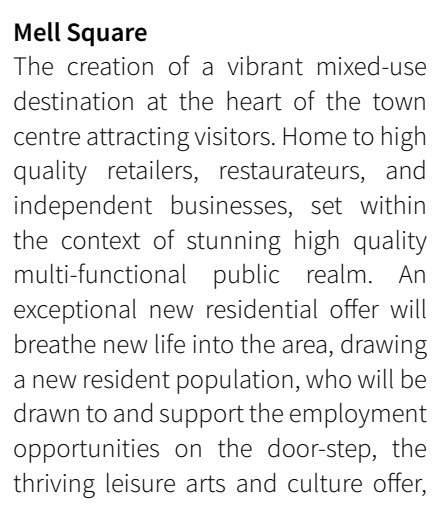 Mell Square
The creation of a vibrant mixed-use
destination at the heart of the town
centre attracting visitors. Home to high
quality retailers, restaurateurs, and
independent businesses, set within
the context of stunning high quality
multi-functional public realm. An
exceptional new residential offer will
breathe new life into the area, drawing
a new resident population, who will be
drawn to and support the employment
opportunities on the door-step, the
thriving leisure arts and culture offer,